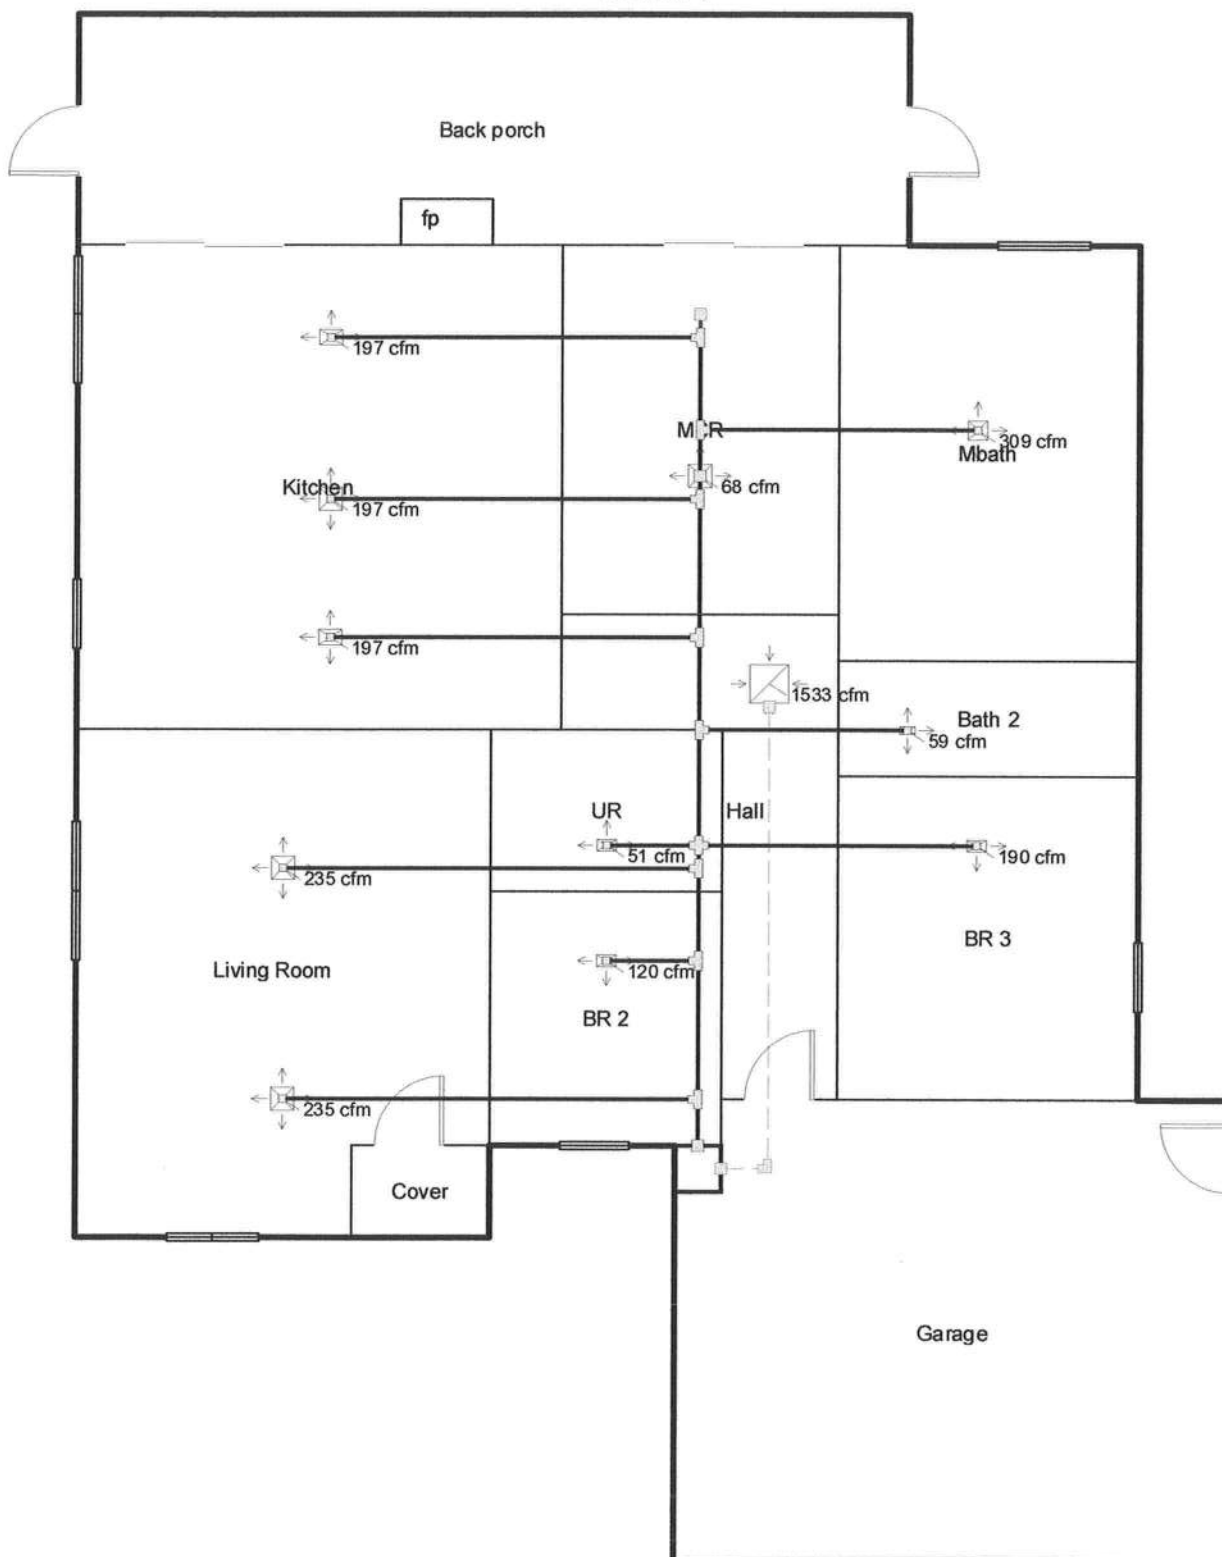 Back porch
fp
197 cfm
309 cfm
Mbath
68 cfm
Kitchen
197 cfm
197 cfm
1533 cfm
Bath 2
59 cfm
UR
Hall
51 cfm
190 cfm
235 cfm
BR 3
Living Room
120 cfm
BR 2
235 cfm
Cover
Garage